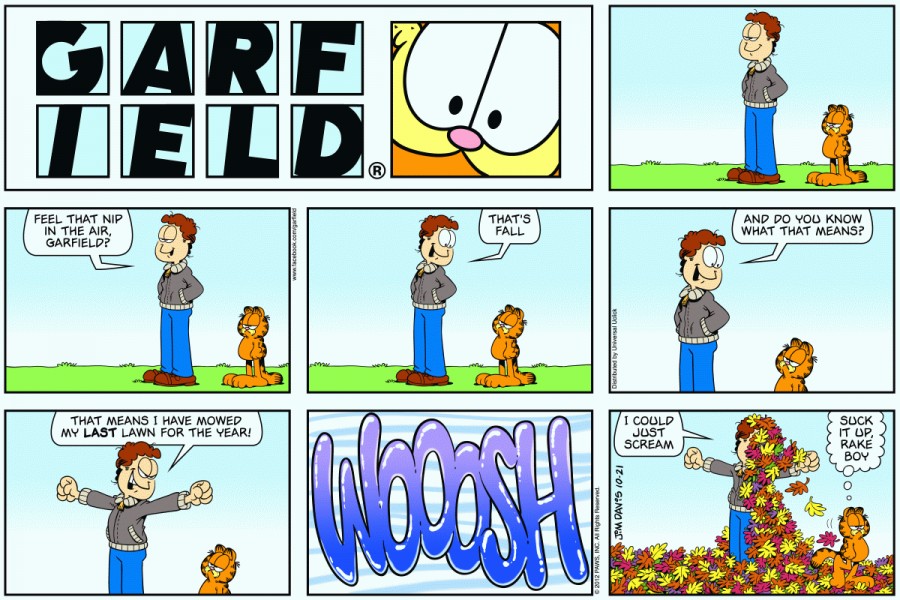 GARF
IELD®
FEEL THAT NIP
IN THE AIR,
GARFIELD?
www.facebook.com/garfield
THAT'S
FALL
AND DO YOU KNOW
WHAT THAT MEANS?
Distributed by Universal Uclick
THAT MEANS I HAVE MOWED
MY LAST LAWN FOR THE YEAR!
WOOOSH
© 2012 PAWS, INC. All Rights Reserved.
I COULD
JUST
SCREAM
SUCK
IT UP,
RAKE
BOY
JIM DAVIS 10-21